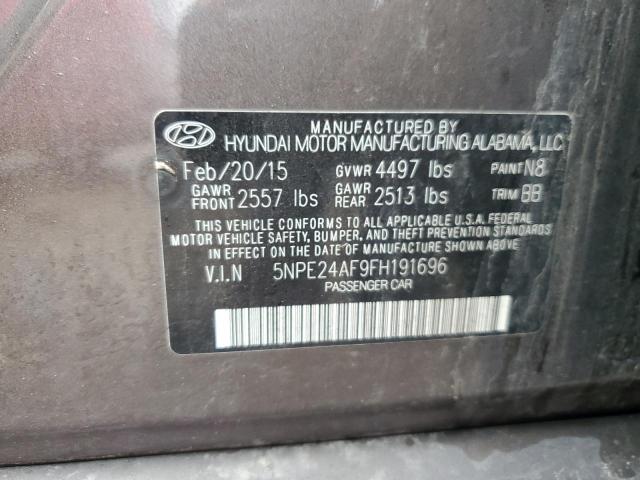 MANUFACTURED BY
HYUNDAI MOTOR MANUFACTURING ALABAMA, LLC
Feb/20/15 GVWR 4497 lbs PAINT N8
GAWR FRONT 2557 lbs GAWR REAR 2513 lbs TRIM BB
THIS VEHICLE CONFORMS TO ALL APPLICABLE U.S.A. FEDERAL
MOTOR VEHICLE SAFETY, BUMPER, AND THEFT PREVENTION STANDARDS
IN EFFECT ON THE DATE OF MANUFACTURE SHOWN ABOVE
V.I.N 5NPE24AF9FH191696
PASSENGER CAR